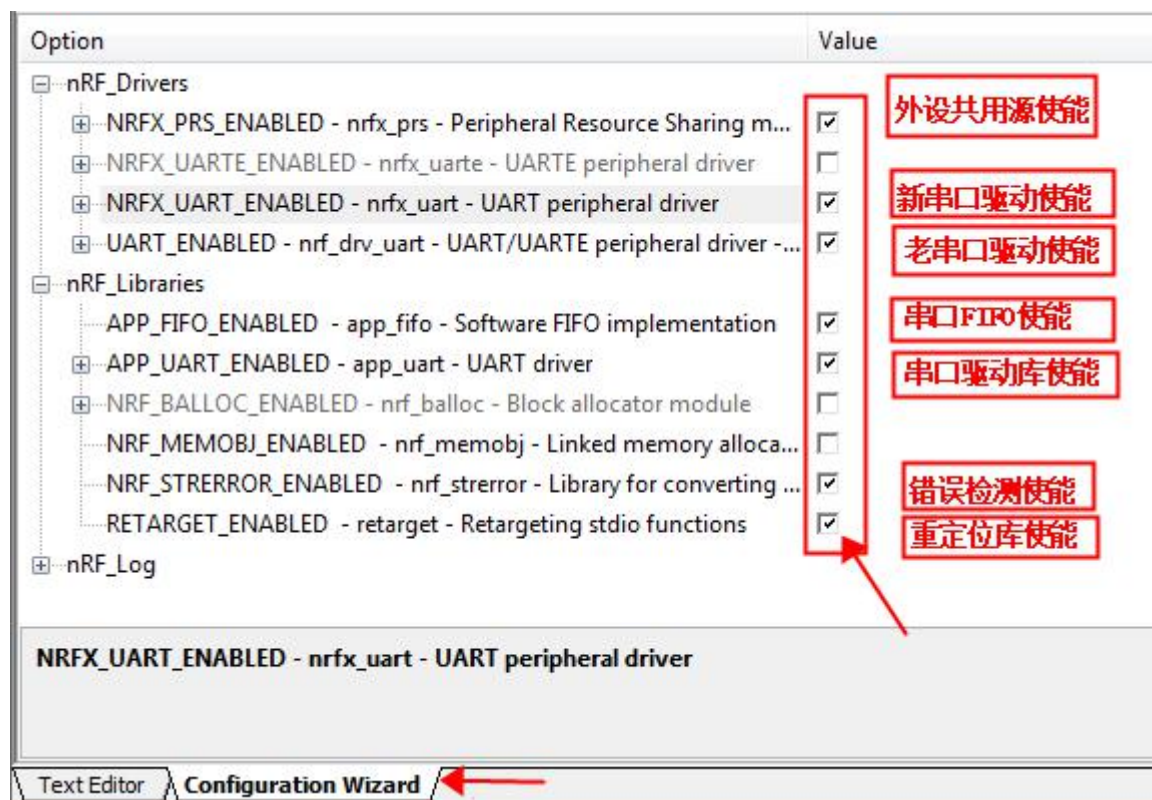 Option Value
nRF_Drivers
NRFX_PRS_ENABLED - nrfx_prs - Peripheral Resource Sharing m...
外设共用源使能
NRFX_UARTE_ENABLED - nrfx_uarte - UARTE peripheral driver
NRFX_UART_ENABLED - nrfx_uart - UART peripheral driver
新串口驱动使能
UART_ENABLED - nrf_drv_uart - UART/UARTE peripheral driver -...
老串口驱动使能
nRF_Libraries
APP_FIFO_ENABLED - app_fifo - Software FIFO implementation
串口FIFO使能
APP_UART_ENABLED - app_uart - UART driver
串口驱动库使能
NRF_BALLOC_ENABLED - nrf_balloc - Block allocator module
NRF_MEMOBJ_ENABLED - nrf_memobj - Linked memory alloca...
NRF_STRERROR_ENABLED - nrf_strerror - Library for converting ...
错误检测使能
RETARGET_ENABLED - retarget - Retargeting stdio functions
重定位库使能
nRF_Log
NRFX_UART_ENABLED - nrfx_uart - UART peripheral driver
Text Editor Configuration Wizard